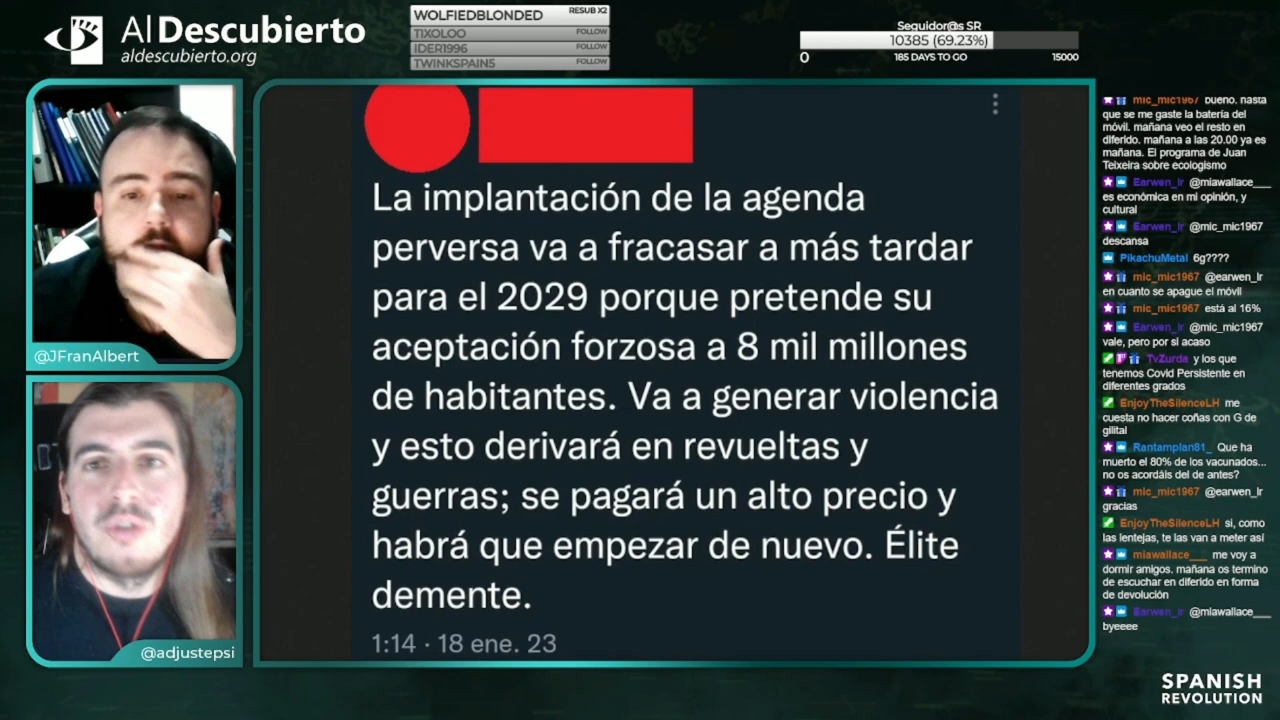 Al Descubierto
aldescubierto.org
WOLFIEDBLONDED RESUB X2
TIXOLOO FOLLOW
IDER1996 FOLLOW
TWINKSPAIN5 FOLLOW
Seguidor@s SR
10385 (69.23%)
0 185 DAYS TO GO 15000
@JFranAlbert
@adjustepsi
La implantación de la agenda
perversa va a fracasar a más tardar
para el 2029 porque pretende su
aceptación forzosa a 8 mil millones
de habitantes. Va a generar violencia
y esto derivará en revueltas y
guerras; se pagará un alto precio y
habrá que empezar de nuevo. Élite
demente.
1:14 · 18 ene. 23
mic_mic1967 bueno. hasta
que se me gaste la batería del
móvil. mañana veo el resto en
diferido. mañana a las 20.00 ya es
mañana. El programa de Juan
Teixeira sobre ecologismo
Earwen_lr @miawallace___
es económica en mi opinión, y
cultural
Earwen_lr @mic_mic1967
descansa
PikachuMetal 6g????
mic_mic1967 @earwen_lr
en cuanto se apague el móvil
mic_mic1967 está al 16%
Earwen_lr @mic_mic1967
vale, pero por si acaso
TvZurda y los que
tenemos Covid Persistente en
diferentes grados
EnjoyTheSilenceLH me
cuesta no hacer coñas con G de
gilital
Rantamplan81_ Que ha
muerto el 80% de los vacunados...
no os acordáis del de antes?
mic_mic1967 @earwen_lr
gracias
EnjoyTheSilenceLH si, como
las lentejas, te las van a meter así
miawallace___ me voy a
dormir amigos. mañana os termino
de escuchar en diferido en forma
de devolución
Earwen_lr @miawallace___
byeeee
SPANISH
REVOLUTION